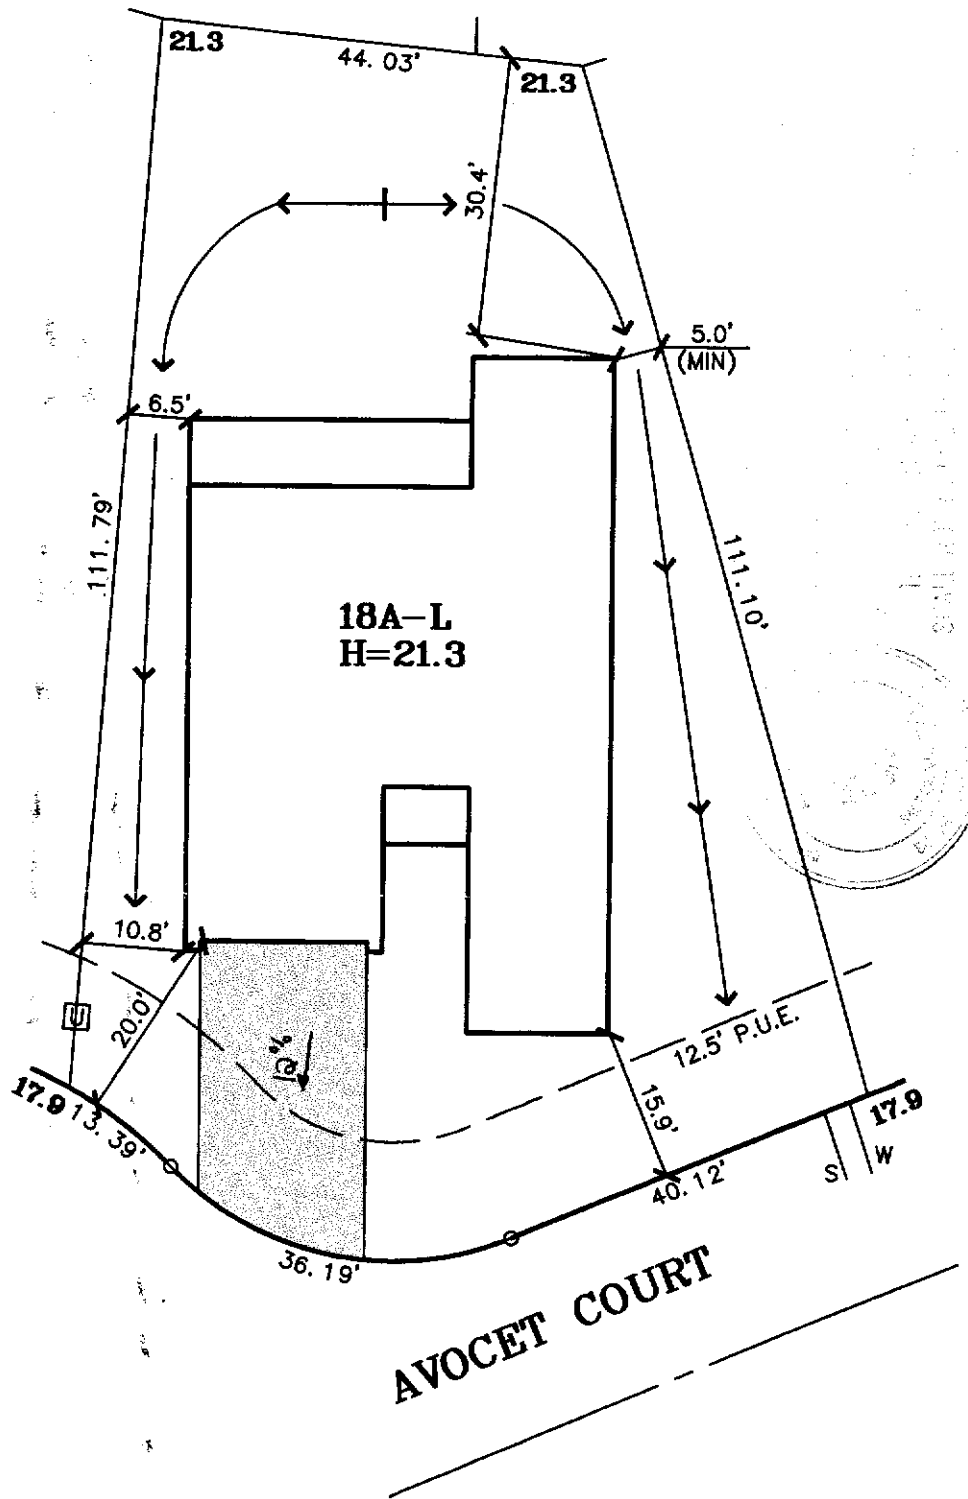 21.3
44.03'
21.3
30.4'
5.0'
(MIN)
6.5'
111.79'
111.10'
18A-L
H=21.3
10.8'
U
20.0'
12.5' P.U.E.
17.9
13.39'
15.9'
17.9
S
W
40.12'
36.19'
AVOCET COURT